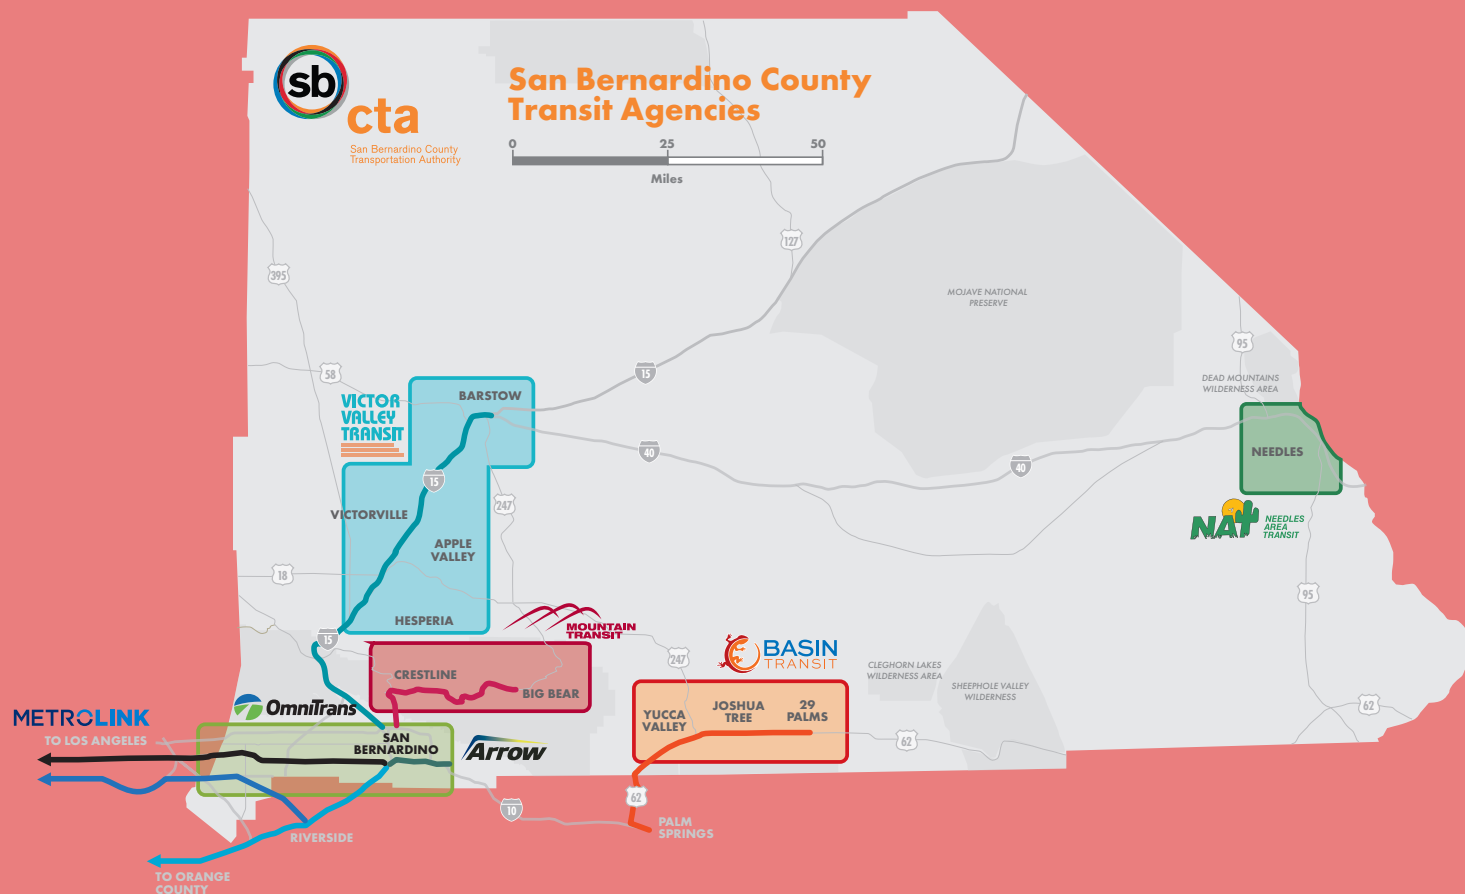 sb
cta
San Bernardino County
Transportation Authority
San Bernardino County
Transit Agencies
0 25 50
Miles
127
395
MOJAVE NATIONAL
PRESERVE
95
58
15
DEAD MOUNTAINS
WILDERNESS AREA
VICTOR
VALLEY
TRANSIT
BARSTOW
40
40
NEEDLES
15
247
VICTORVILLE
NAT
NEEDLES
AREA
TRANSIT
APPLE
VALLEY
18
95
HESPERIA
15
MOUNTAIN
TRANSIT
247
BASIN
TRANSIT
CLEGHORN LAKES
WILDERNESS AREA
CRESTLINE
BIG BEAR
SHEEPHOLE VALLEY
WILDERNESS
METROLINK
OmniTrans
YUCCA
VALLEY
JOSHUA
TREE
29
PALMS
62
TO LOS ANGELES
SAN
BERNARDINO
Arrow
62
62
10
RIVERSIDE
PALM
SPRINGS
TO ORANGE
COUNTY